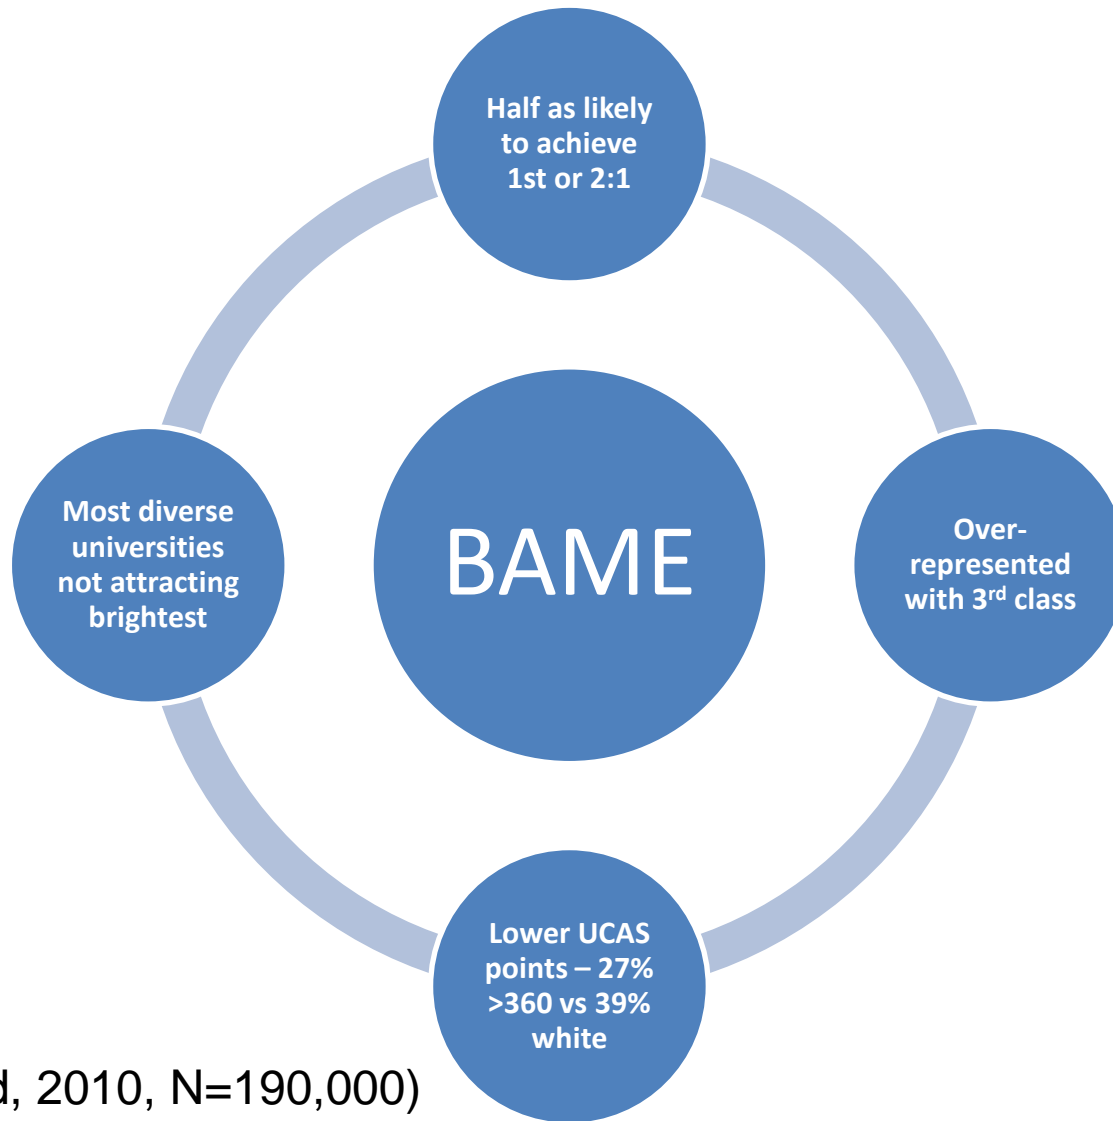 Half as likely
to achieve
1st or 2:1
Most diverse
universities
not attracting
brightest
BAME
Over-
represented
with 3rd class
Lower UCAS
points – 27%
>360 vs 39%
white
2010, N=190,000)